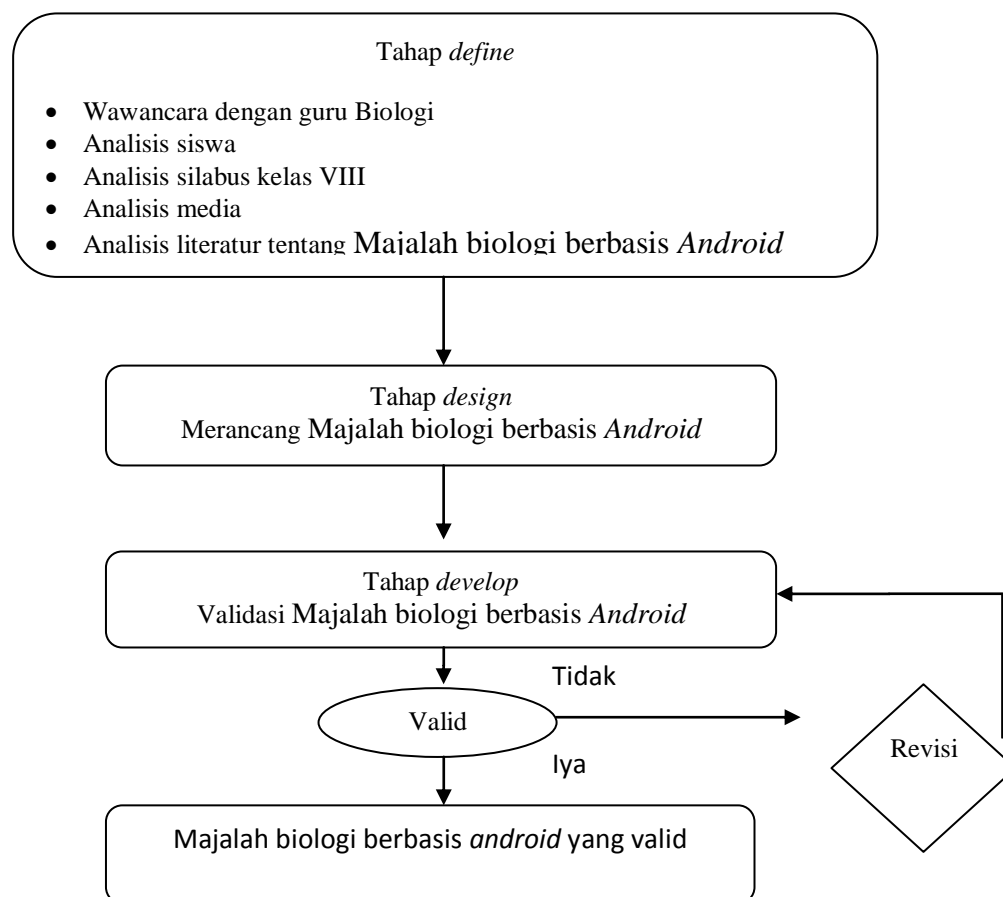 Tahap define
• Wawancara dengan guru Biologi
• Analisis siswa
• Analisis silabus kelas VIII
• Analisis media
• Analisis literatur tentang Majalah biologi berbasis Android
Tahap design
Merancang Majalah biologi berbasis Android
Tahap develop
Validasi Majalah biologi berbasis Android
Tidak
Valid
Revisi
Iya
Majalah biologi berbasis android yang valid